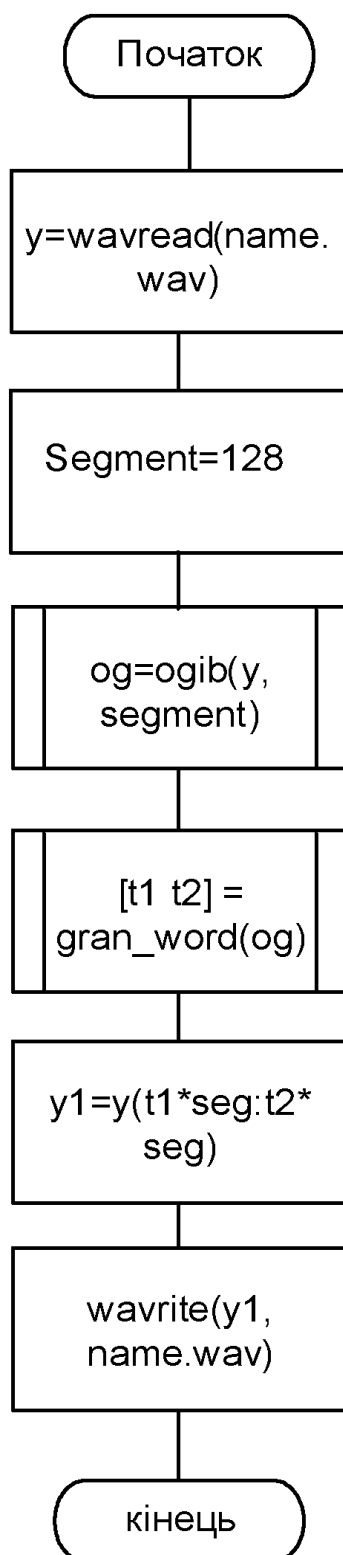 Початок
y=wavread(name.
wav)
Segment=128
og=ogib(y,
segment)
[t1 t2] =
gran_word(og)
y1=y(t1*seg:t2*
seg)
wavrite(y1,
name.wav)
кінець